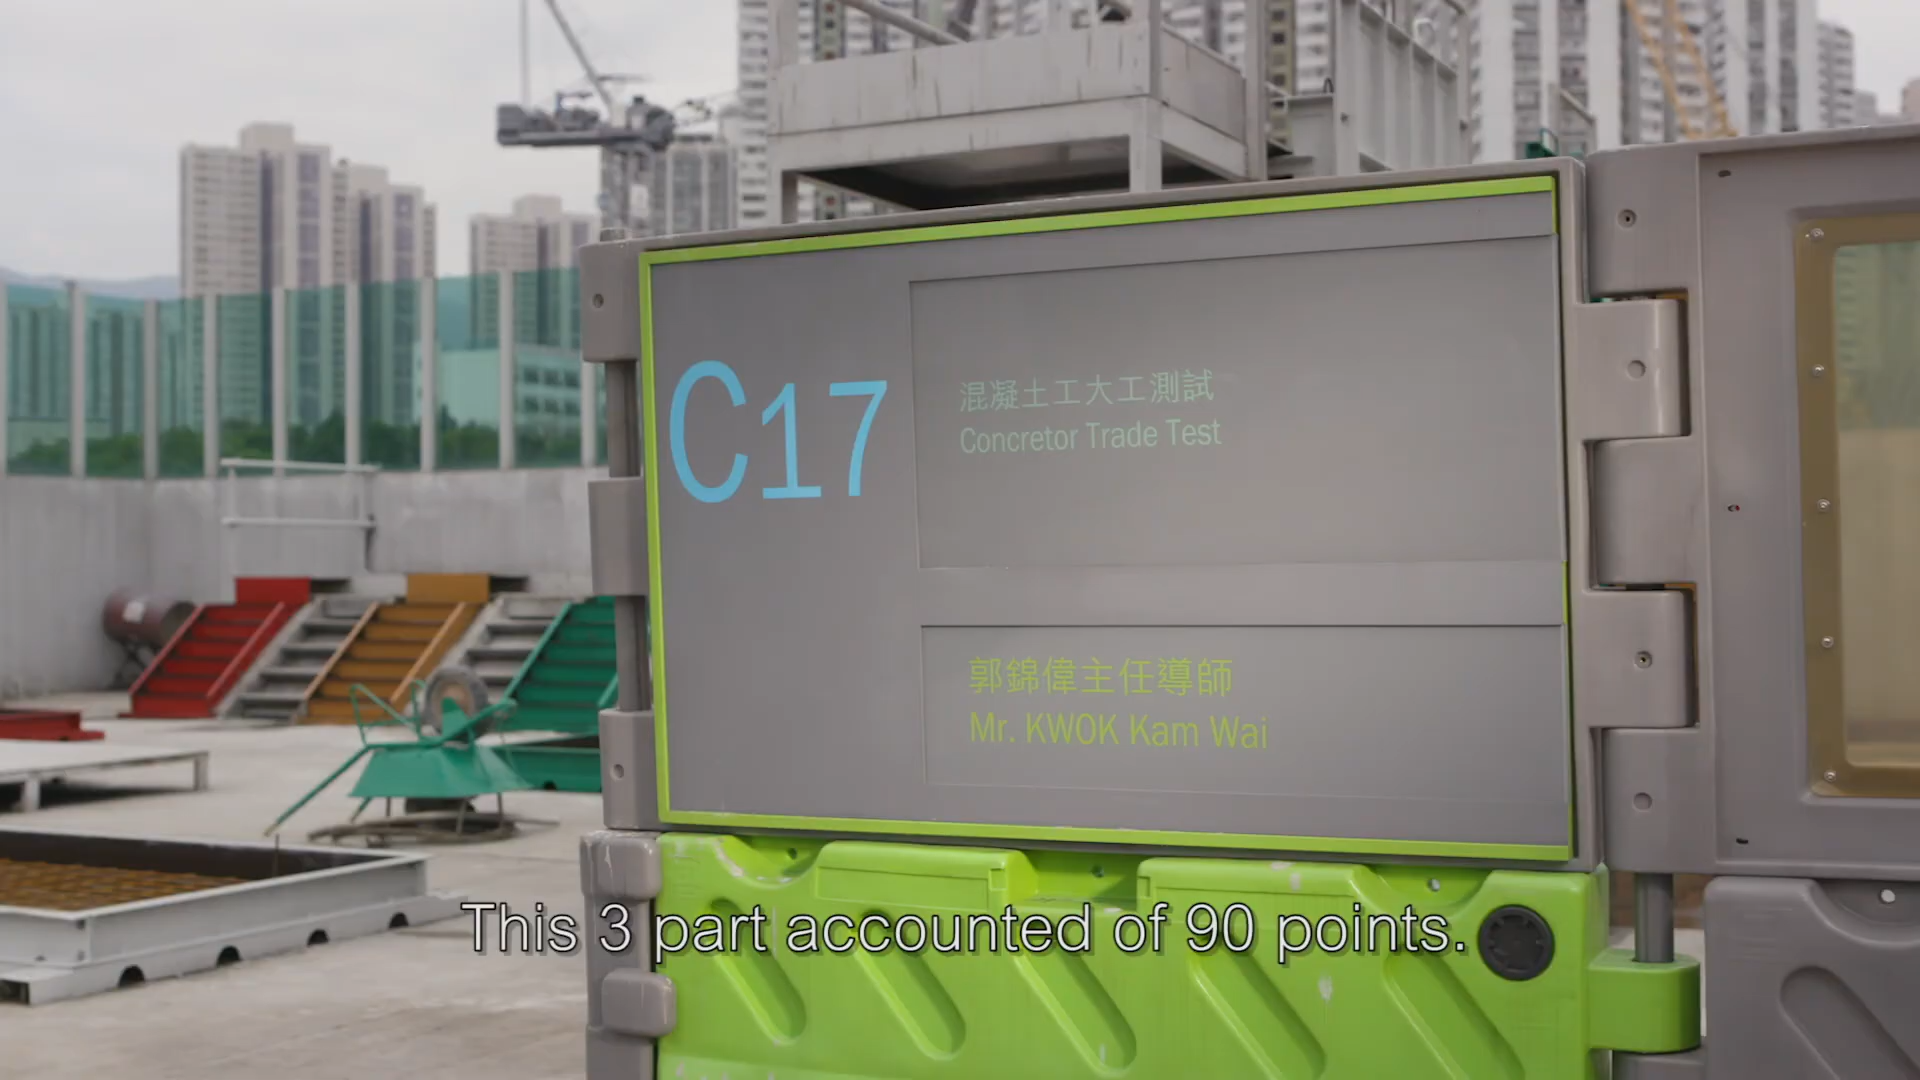 C17
混凝土工大工測試
Concretor Trade Test
郭錦偉主任導師
Mr. KWOK Kam Wai
This 3 part accounted of 90 points.